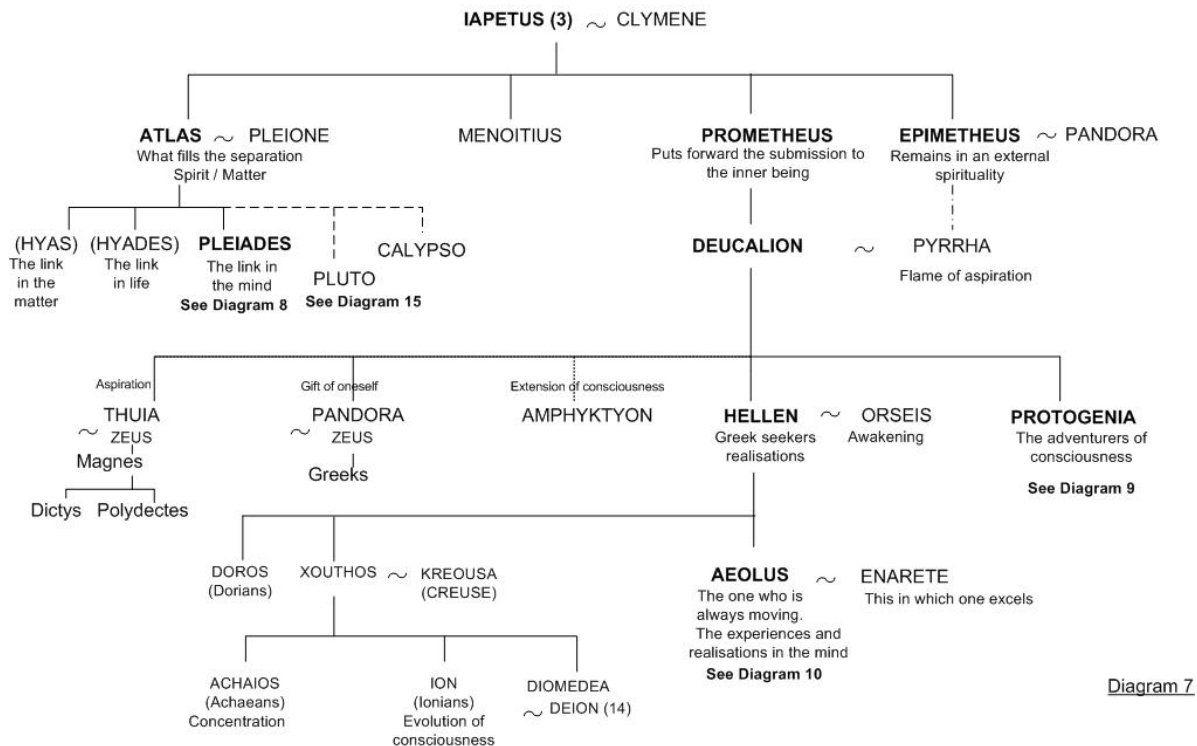 IAPETUS (3) ~ CLYMENE
ATLAS ~ PLEIONE
What fills the separation
Spirit / Matter
MENOITIUS
PROMETHEUS
Puts forward the submission to
the inner being
EPIMETHEUS ~ PANDORA
Remains in an external
spirituality
(HYAS)
The link
in the
matter
(HYADES)
The link
in life
PLEIADES
The link in
the mind
See Diagram 8
PLUTO
See Diagram 15
CALYPSO
DEUCALION ~ PYRRHA
Flame of aspiration
Aspiration
THUIA
~ ZEUS
Magnes
Dictys Polydectes
Gift of oneself
PANDORA
~ ZEUS
Greeks
Extension of consciousness
AMPHYKTYON
HELLEN ~ ORSEIS
Greek seekers
realisations
Awakening
PROTOGENIA
The adventurers of
consciousness
See Diagram 9
DOROS
(Dorians)
XOUTHOS ~ KREOUSA
(CREUSE)
AEOLUS ~ ENARETE
The one who is
always moving.
The experiences and
realisations in the mind
See Diagram 10
This in which one excels
ACHAIOS
(Achaeans)
Concentration
ION
(Ionians)
Evolution of
consciousness
DIOMEDEA
~ DEION (14)
Diagram 7